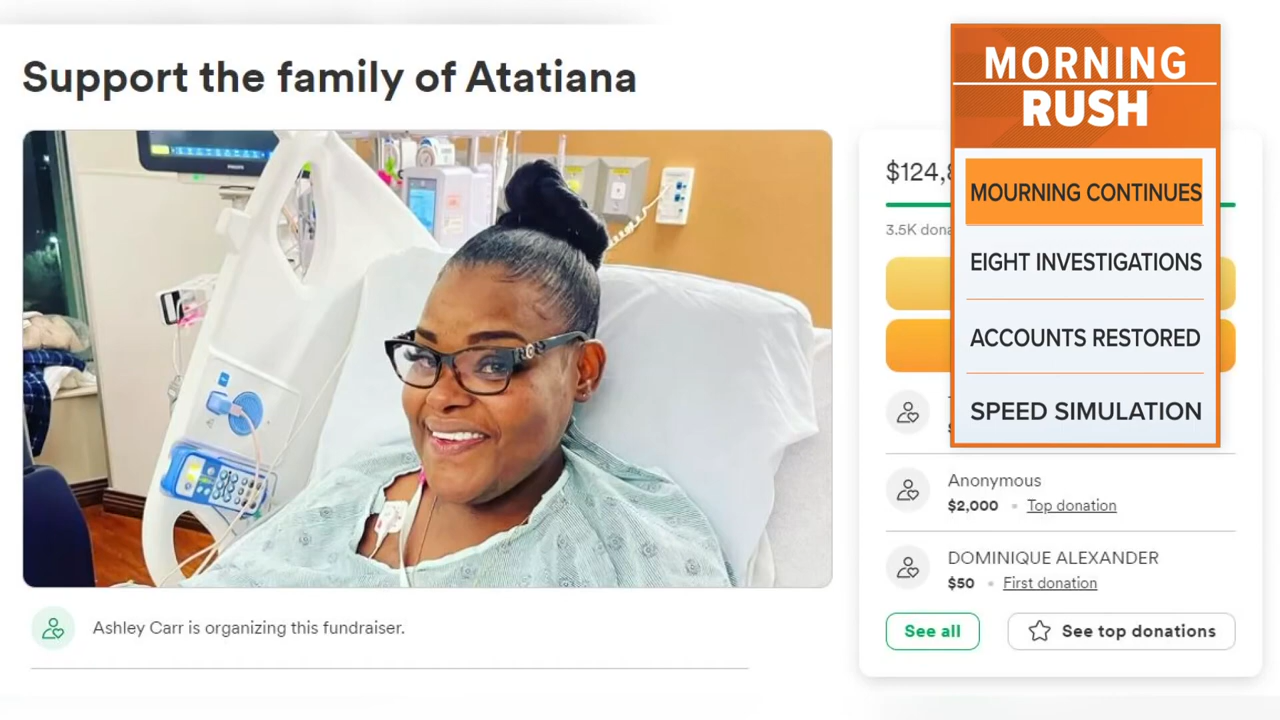 Support the family of Atatiana
PHILIPS
Ashley Carr is organizing this fundraiser.
$124,8
3.5K dona
Anonymous
$2,000 • Top donation
DOMINIQUE ALEXANDER
$50 • First donation
See all
See top donations
MORNING
RUSH
MOURNING CONTINUES
EIGHT INVESTIGATIONS
ACCOUNTS RESTORED
SPEED SIMULATION